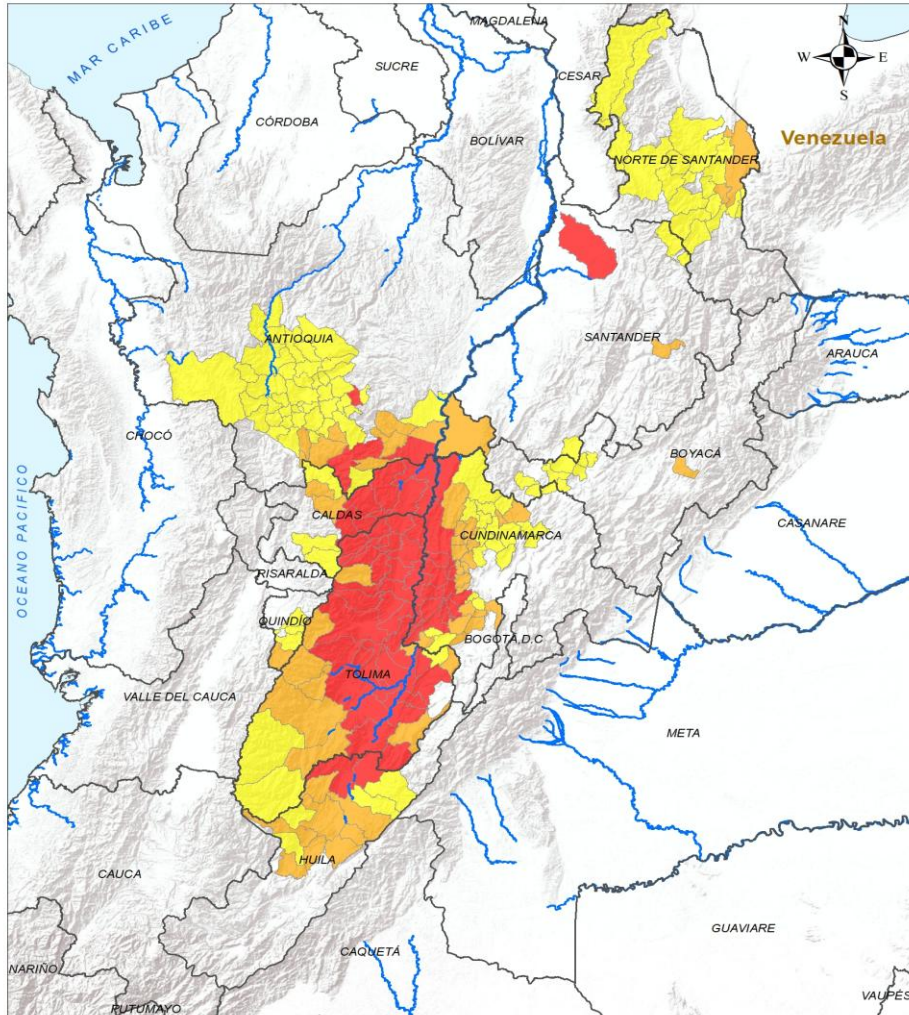 MAGDALENA
N
MAR CARIBE
SUCRE
CESAR
W
E
S
CÓRDOBA
BOLÍVAR
Venezuela
NORTE DE SANTANDER
ANTIOQUIA
SANTANDER
ARAUCA
CHOCÓ
BOYACÁ
CALDAS
CUNDINAMARCA
CASANARE
OCEANO PACIFICO
RISARALDA
QUINDÍO
BOGOTÁ D.C
TOLIMA
VALLE DEL CAUCA
META
HUILA
CAUCA
GUAVIARE
CAQUETÁ
NARIÑO
PUTUMAYO
VAUPÉS